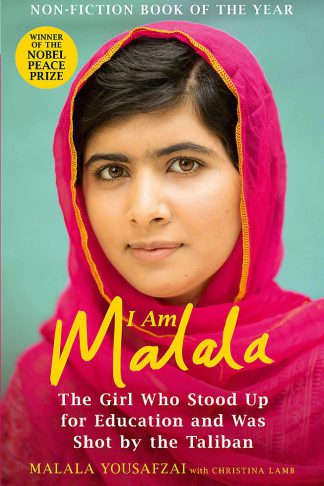 NON-FICTION BOOK OF THE YEAR
WINNER
OF THE
NOBEL
PEACE
PRIZE
I Am
Malala
The Girl Who Stood Up
for Education and Was
Shot by the Taliban
MALALA YOUSAFZAI with CHRISTINA LAMB